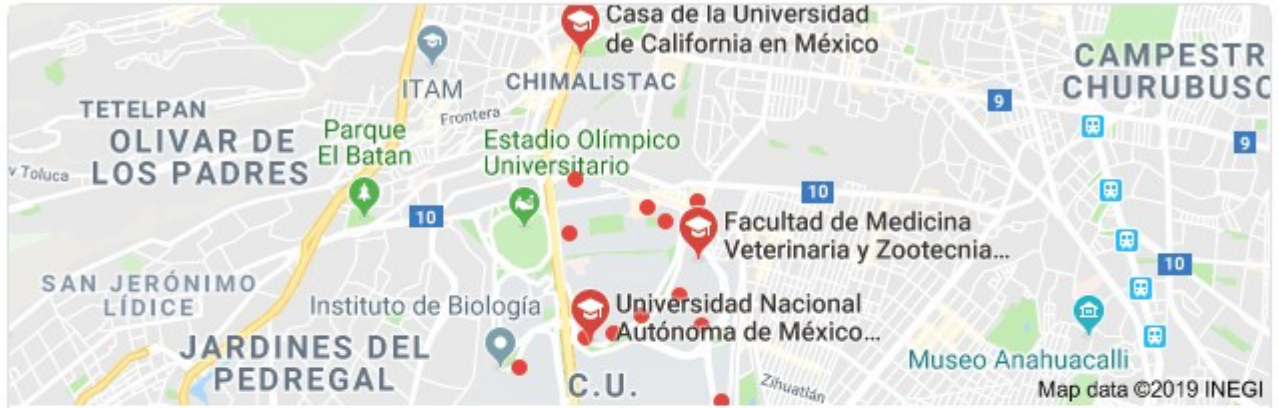 Casa de la Universidad
de California en México
CAMPESTR
CHURUBUSC
ITAM
CHIMALISTAC
TETELPAN
OLIVAR DE
LOS PADRES
Frontera
Parque
El Batan
Estadio Olímpico
Universitario
9
9
v Toluca
10
10
Facultad de Medicina
Veterinaria y Zootecnia...
10
SAN JERÓNIMO
LÍDICE
Instituto de Biología
Universidad Nacional
Autónoma de México...
JARDINES DEL
PEDREGAL
Museo Anahuacalli
C.U.
Zihuatlán
Map data ©2019 INEGI